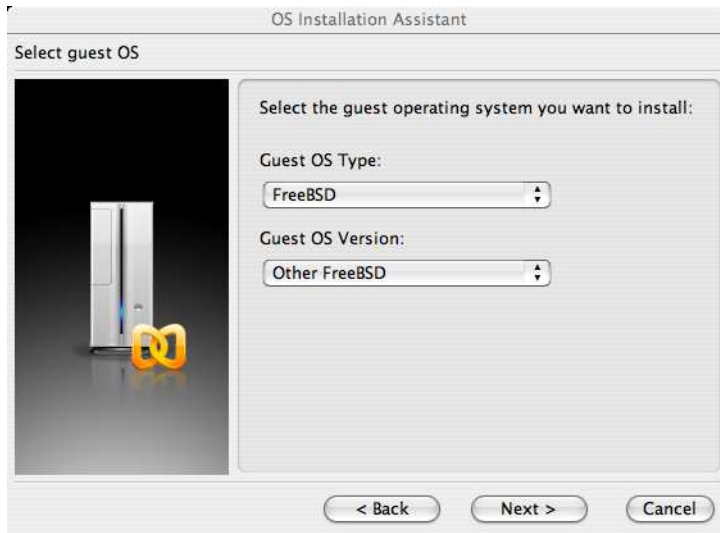 OS Installation Assistant
Select guest OS
Select the guest operating system you want to install:
Guest OS Type:
FreeBSD
Guest OS Version:
Other FreeBSD
< Back
Next >
Cancel